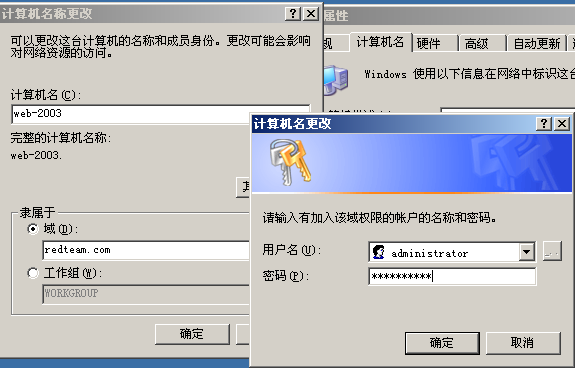 计算机名称更改
可以更改这台计算机的名称和成员身份。更改可能会影响
对网络资源的访问。
计算机名(C):
web-2003
完整的计算机名称:
web-2003.
隶属于
域(D):
redteam.com
工作组(W):
WORKGROUP
确定
属性
计算机名
硬件
高级
自动更新
Windows 使用以下信息在网络中标识这台
计算机名更改
请输入有加入该域权限的帐户的名称和密码。
用户名(U):
administrator
...
密码(P):
**********
确定
取消